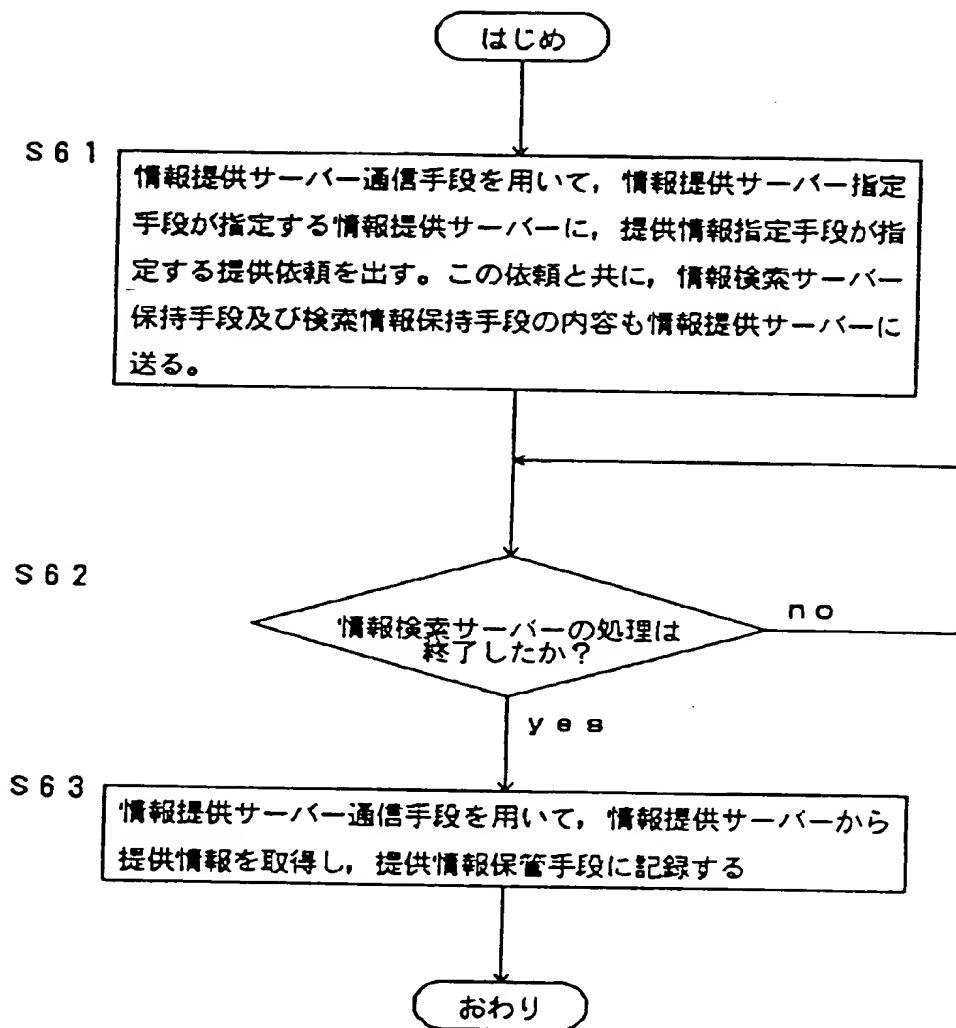 はじめ
S61
情報提供サーバー通信手段を用いて，情報提供サーバー指定
手段が指定する情報提供サーバーに，提供情報指定手段が指
定する提供依頼を出す。この依頼と共に，情報検索サーバー
保持手段及び検索情報保持手段の内容も情報提供サーバーに
送る。
S62
情報検索サーバーの処理は
終了したか？
no
yes
S63
情報提供サーバー通信手段を用いて，情報提供サーバーから
提供情報を取得し，提供情報保管手段に記録する
おわり